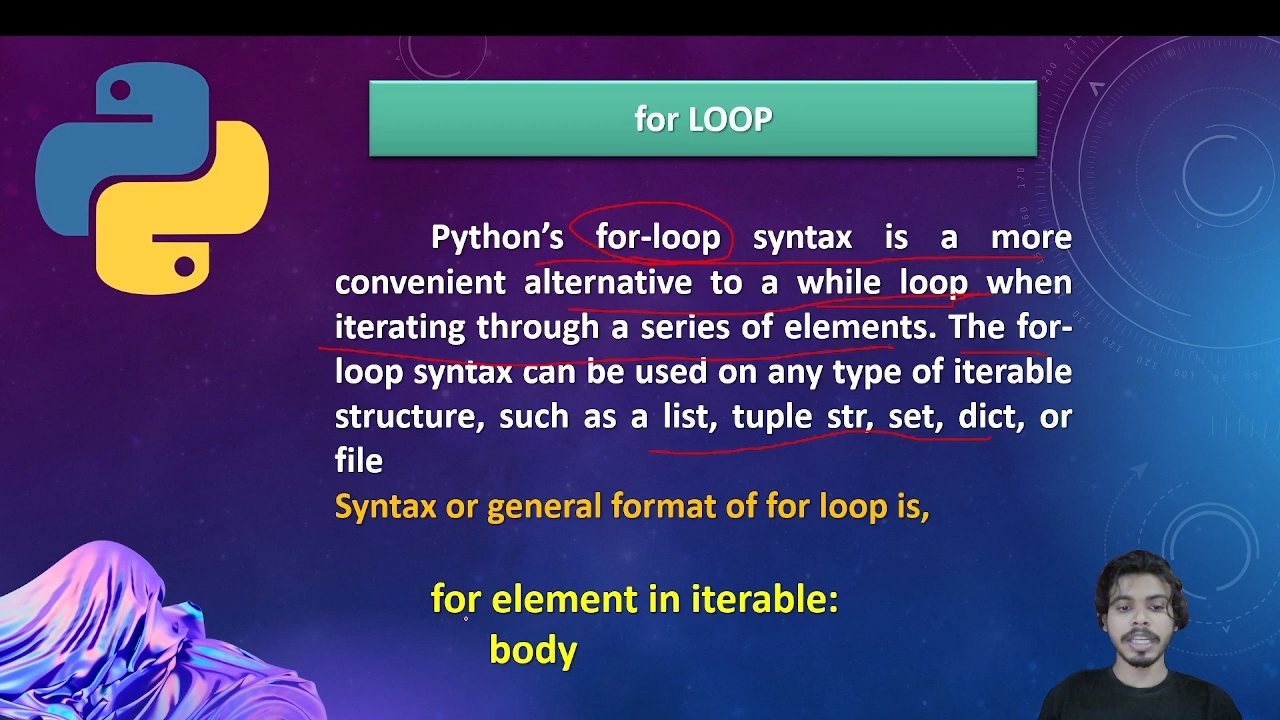 for LOOP
Python’s for-loop syntax is a more
convenient alternative to a while loop when
iterating through a series of elements. The for-
loop syntax can be used on any type of iterable
structure, such as a list, tuple str, set, dict, or
file
Syntax or general format of for loop is,
for element in iterable:
body